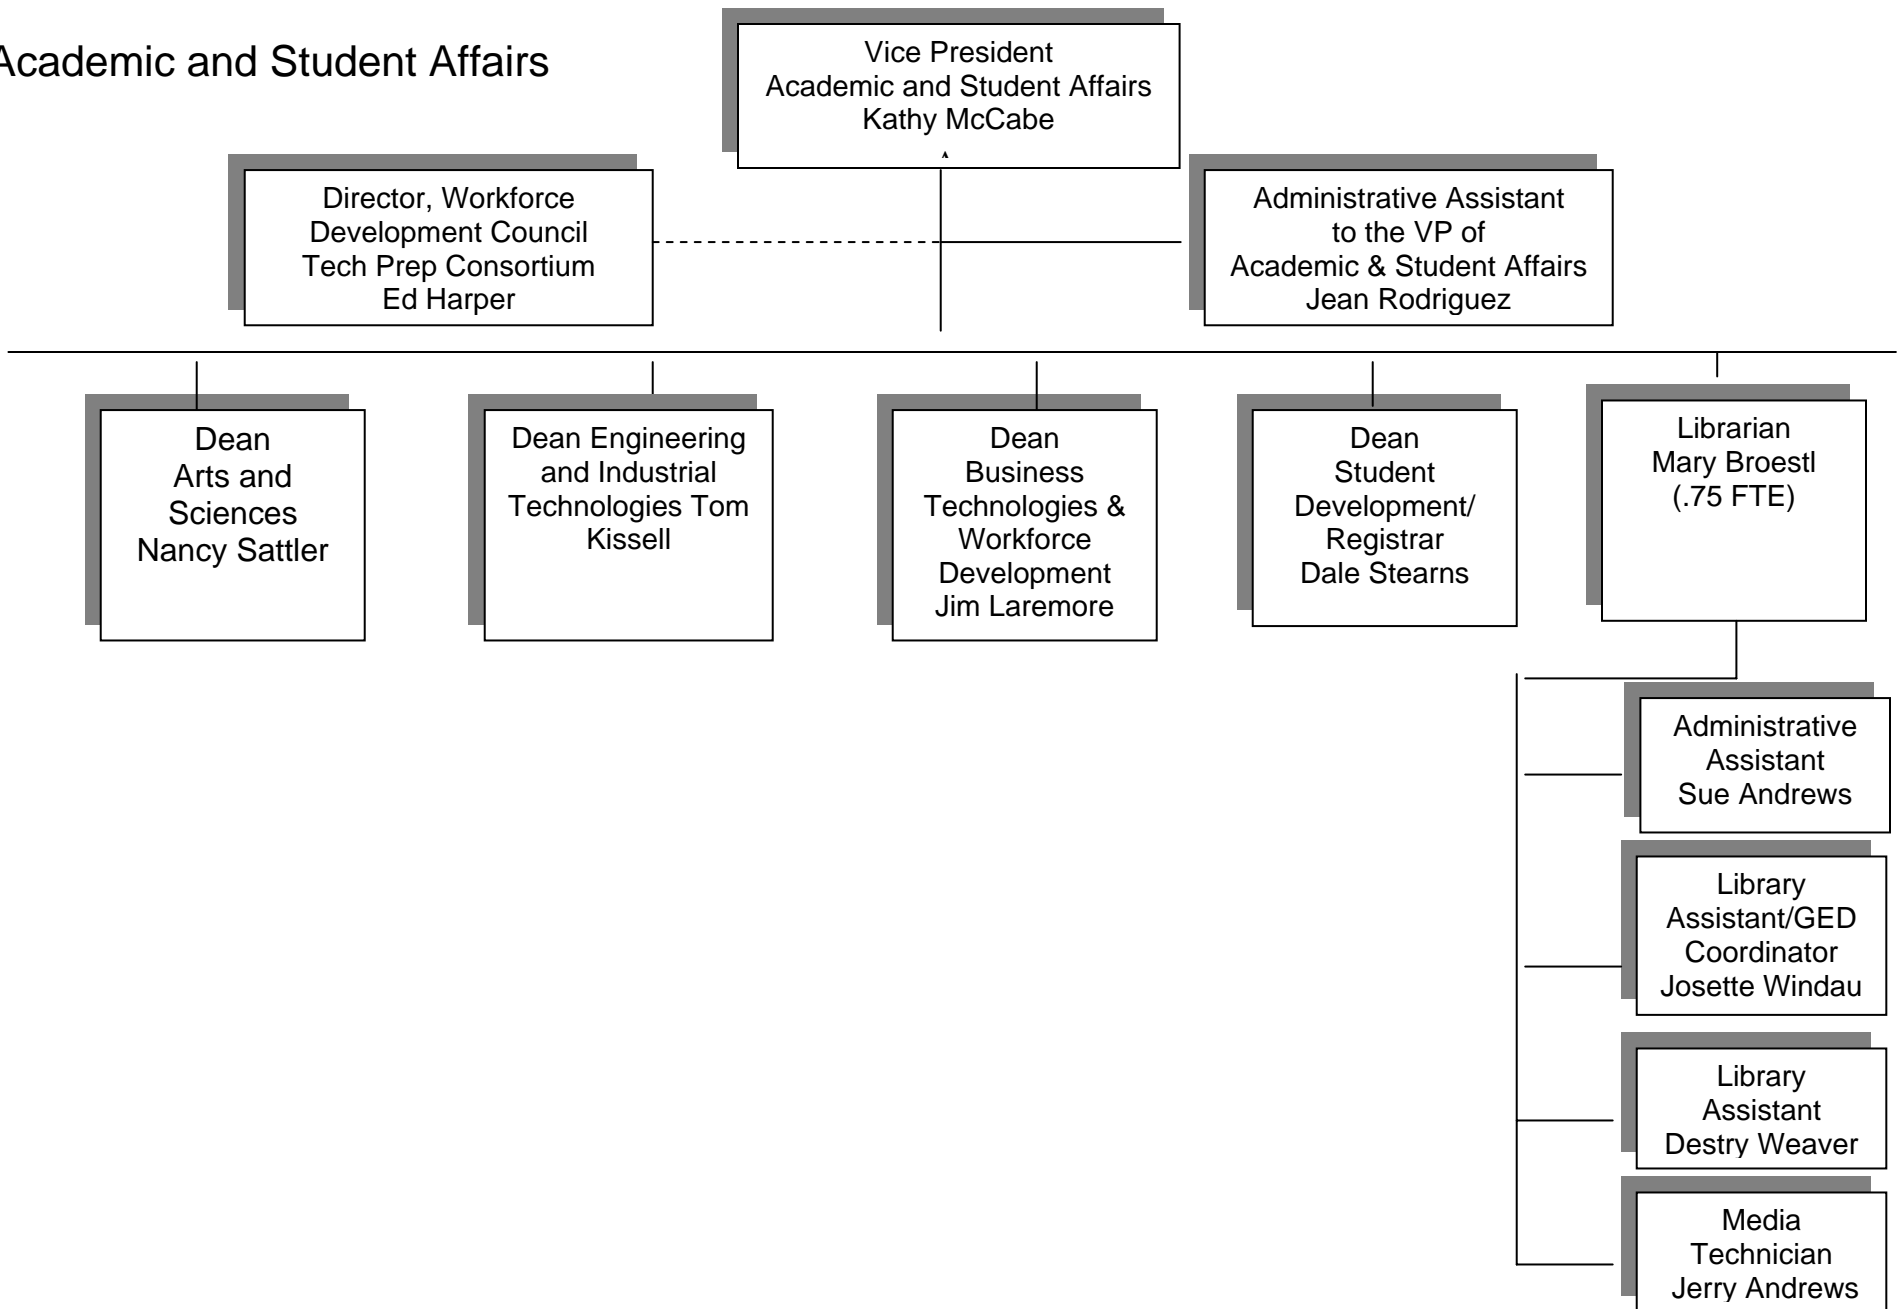 Academic and Student Affairs
Vice President
Academic and Student Affairs
Kathy McCabe
Director, Workforce
Development Council
Tech Prep Consortium
Ed Harper
Administrative Assistant
to the VP of
Academic & Student Affairs
Jean Rodriguez
Dean
Arts and
Sciences
Nancy Sattler
Dean Engineering
and Industrial
Technologies Tom
Kissell
Dean
Business
Technologies &
Workforce
Development
Jim Laremore
Dean
Student
Development/
Registrar
Dale Stearns
Librarian
Mary Broestl
(.75 FTE)
Administrative
Assistant
Sue Andrews
Library
Assistant/GED
Coordinator
Josette Windau
Library
Assistant
Destry Weaver
Media
Technician
Jerry Andrews